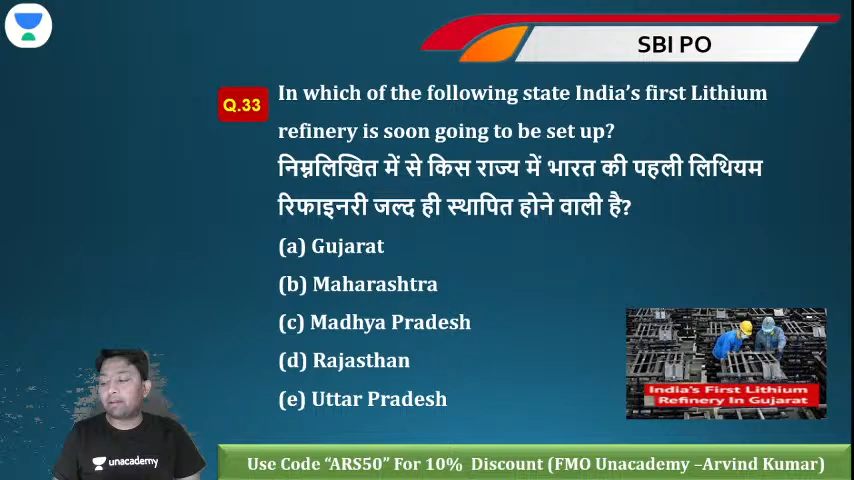 SBI PO
Q.33
In which of the following state India's first Lithium
refinery is soon going to be set up?
निम्नलिखित में से किस राज्य में भारत की पहली लिथियम
रिफाइनरी जल्द ही स्थापित होने वाली है?
(a) Gujarat
(b) Maharashtra
(c) Madhya Pradesh
(d) Rajasthan
(e) Uttar Pradesh
India's First Lithium
Refinery In Gujarat
unacademy
Use Code “ARS50” For 10% Discount (FMO Unacademy –Arvind Kumar)